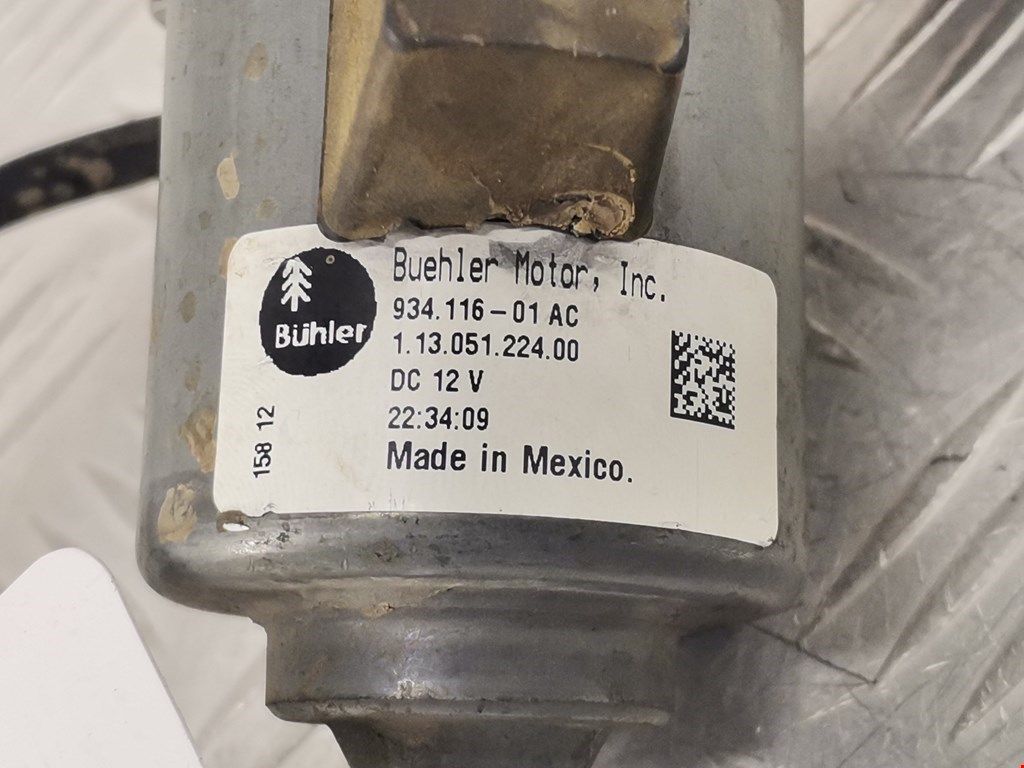 Bühler
Buehler Motor, Inc.
934.116-01 AC
1.13.051.224.00
DC 12 V
22:34:09
Made in Mexico.
158 12